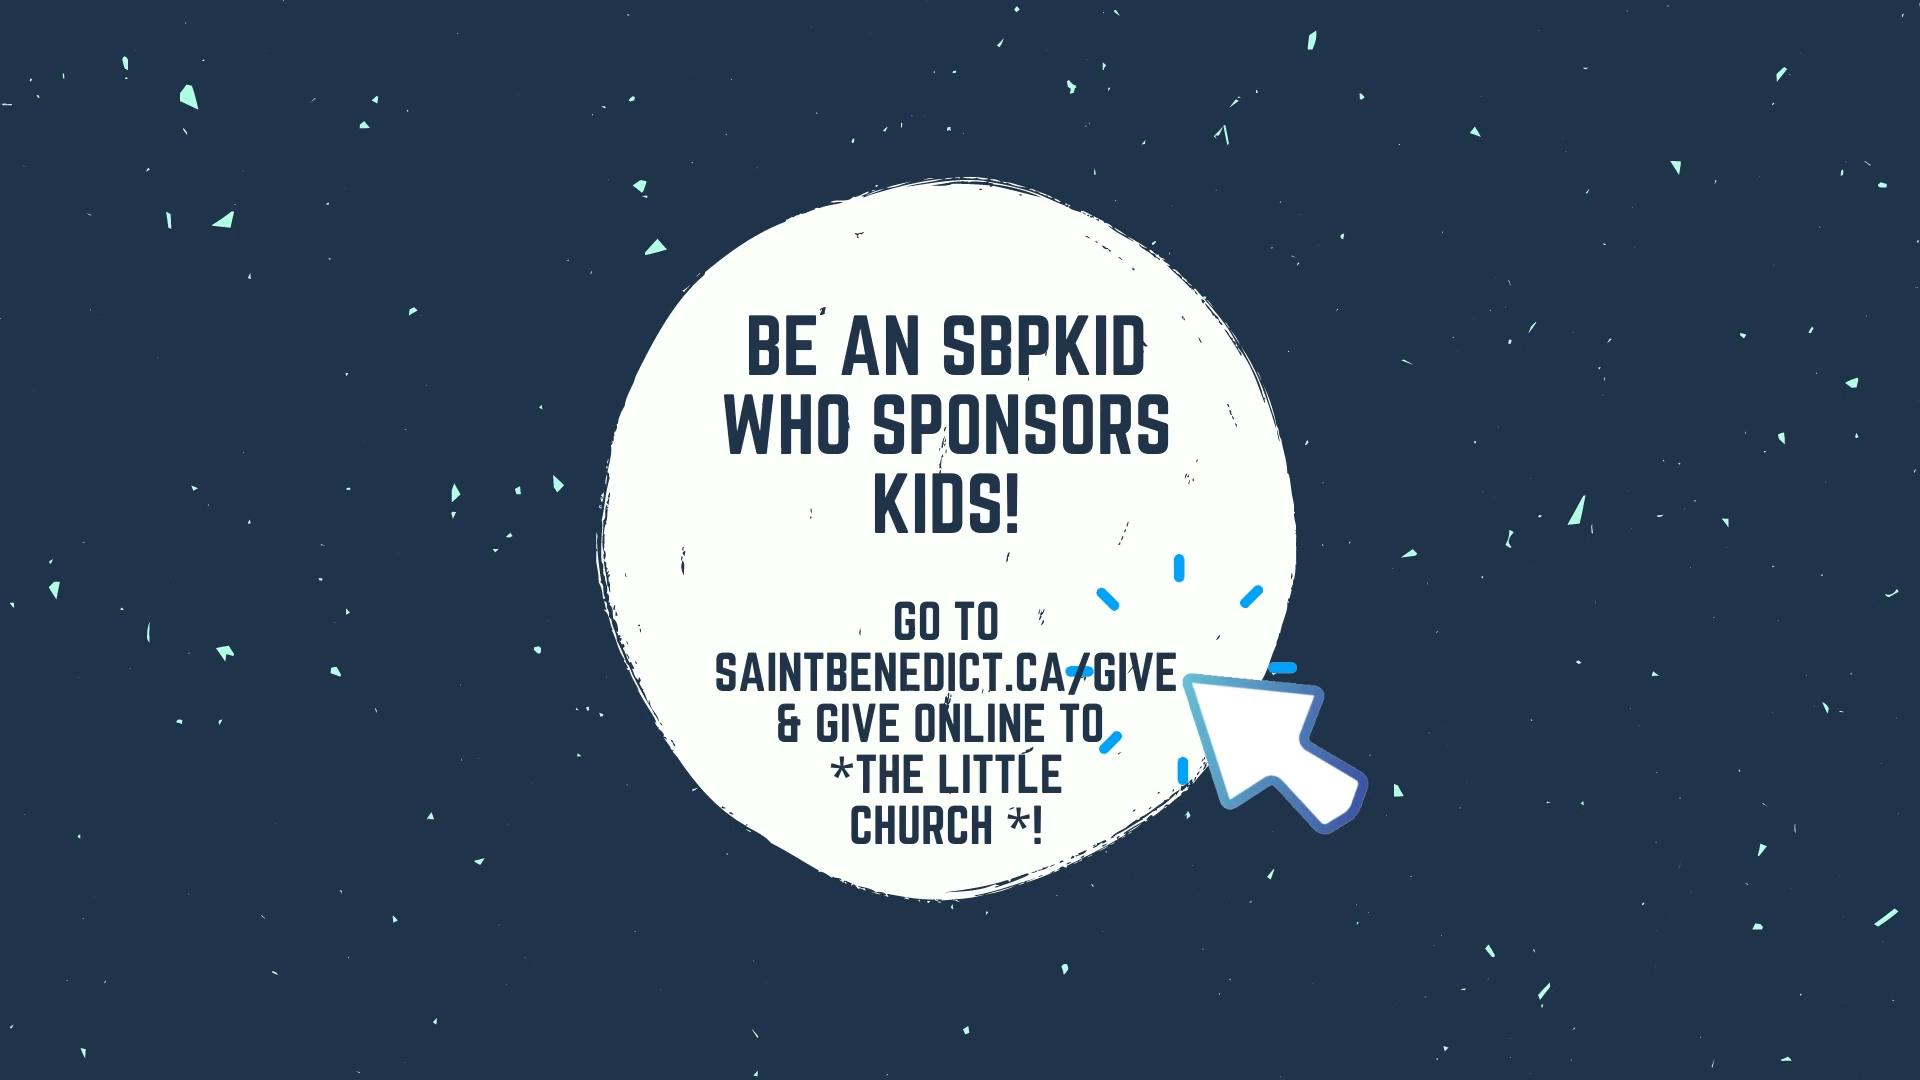 BE AN SBPKID
WHO SPONSORS
KIDS!
GO TO
SAINTBENEDICT.CA/GIVE
& GIVE ONLINE TO
*THE LITTLE
CHURCH *!